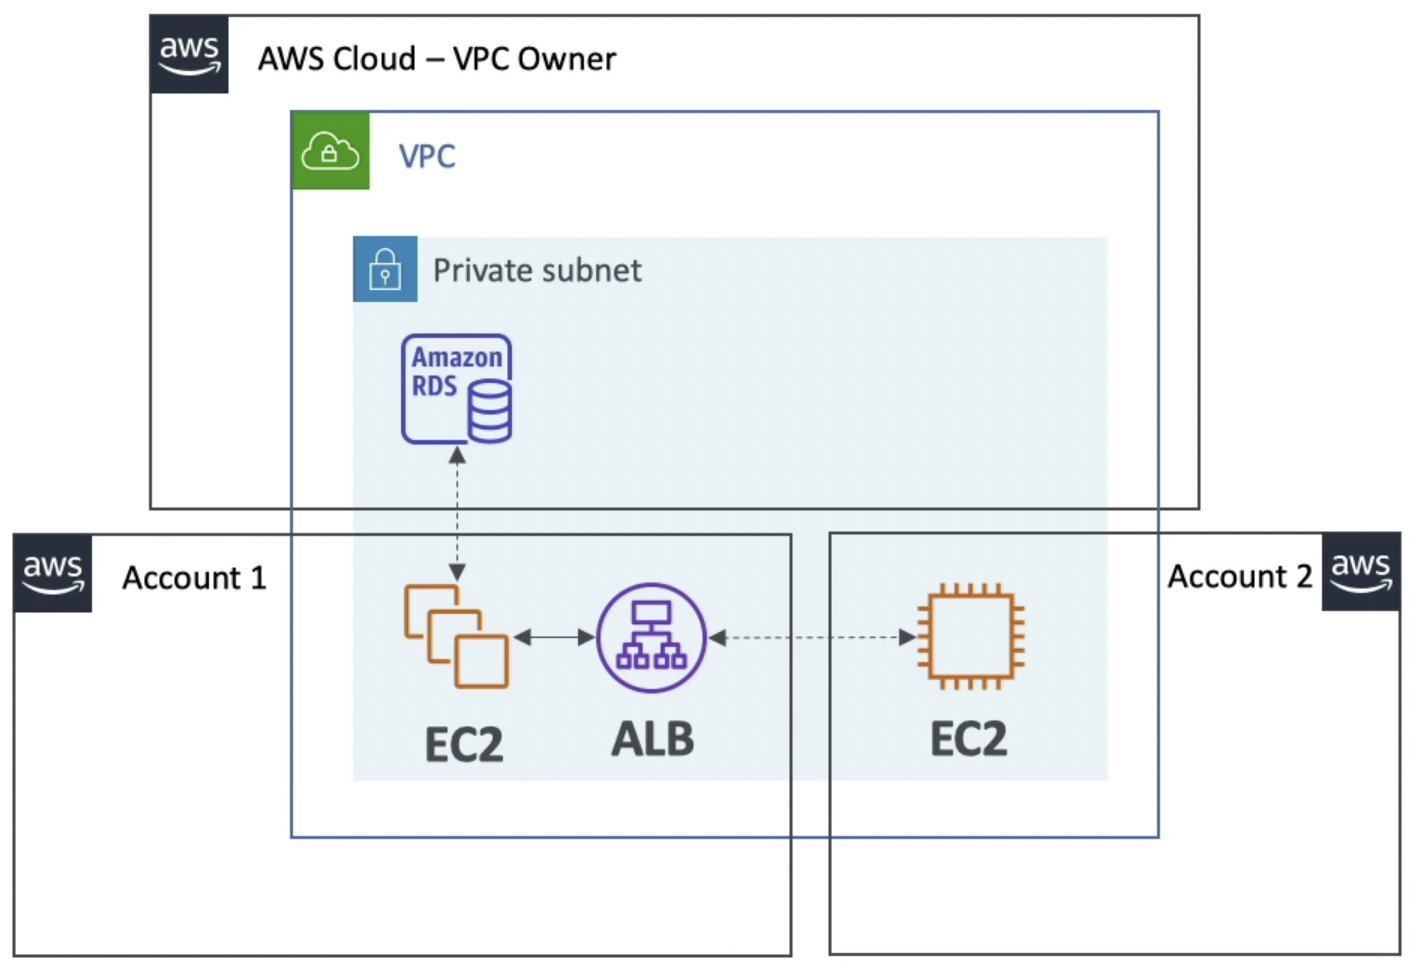 aws
AWS Cloud – VPC Owner
VPC
Private subnet
Amazon
RDS
aws
Account 1
Account 2
aws
EC2
ALB
EC2